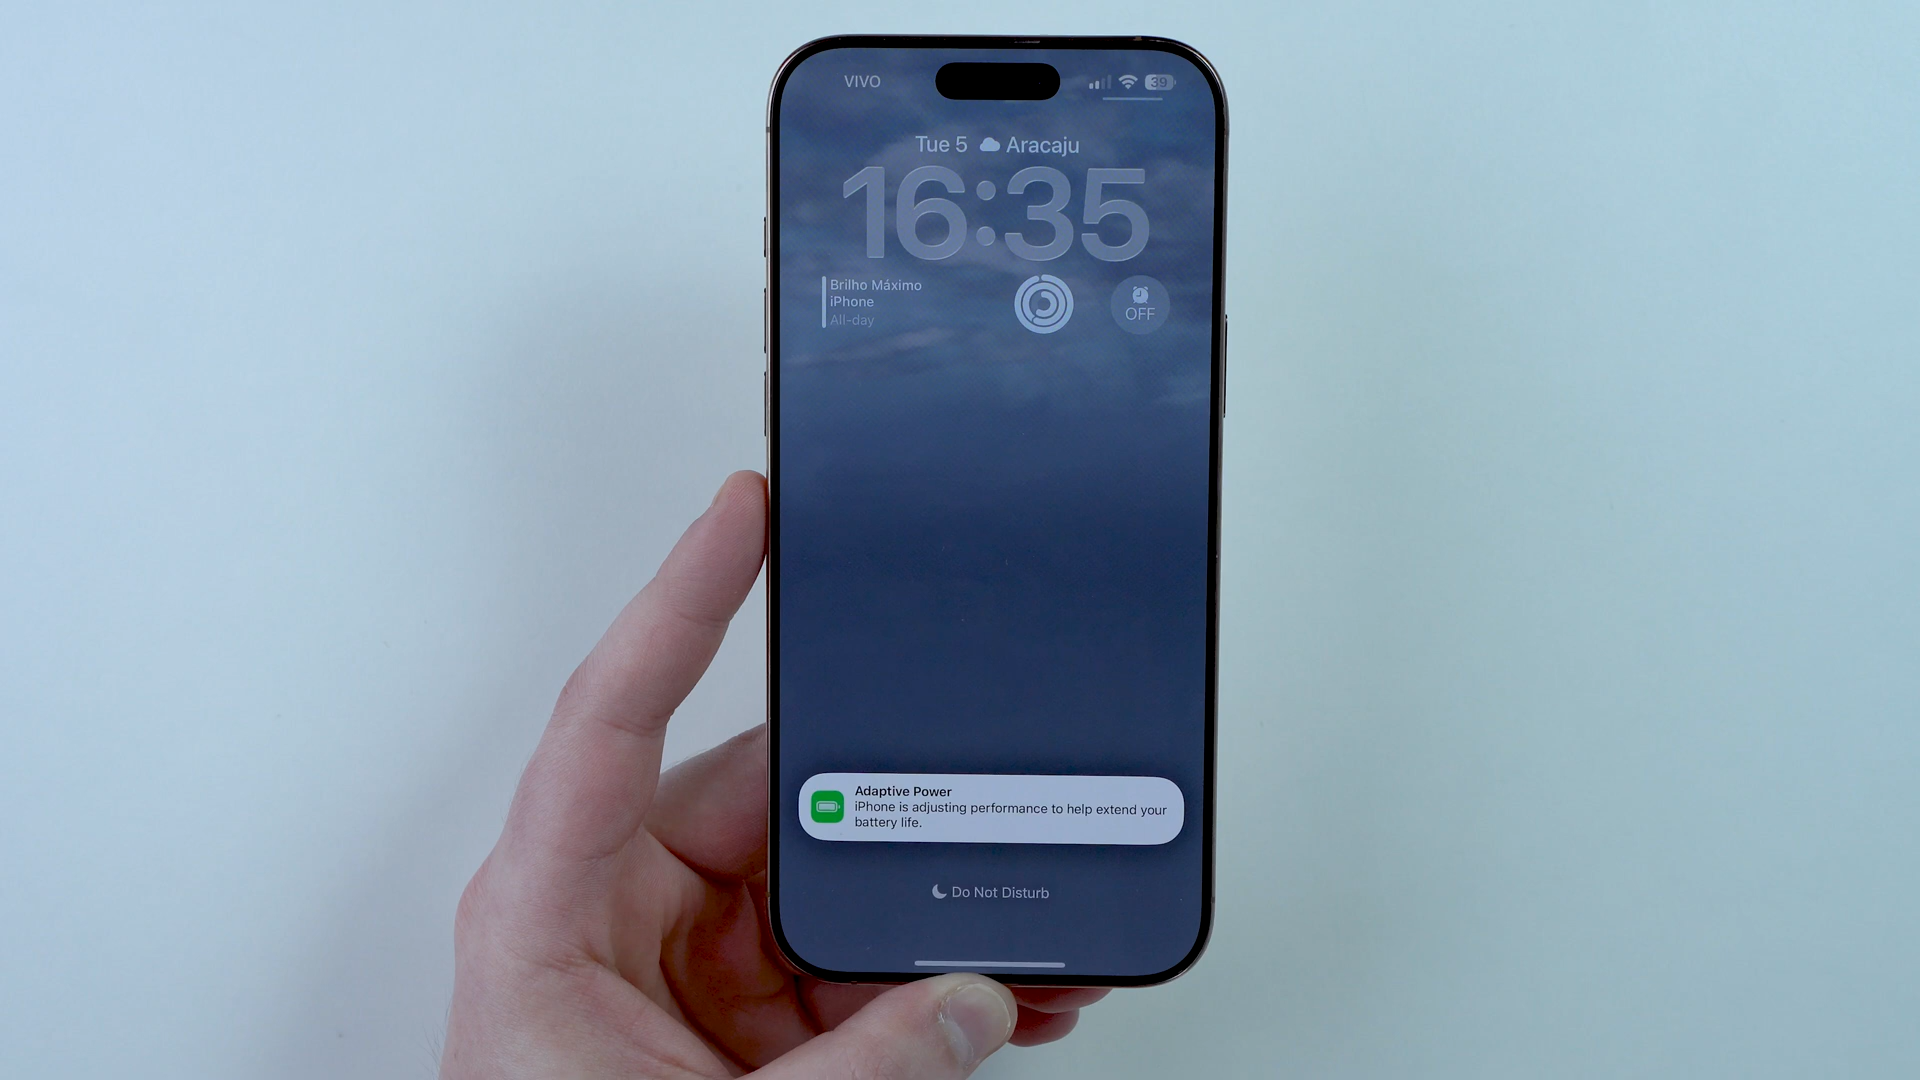 VIVO
39
Tue 5 Aracaju
16:35
Brilho Máximo
iPhone
All-day
OFF
Adaptive Power
iPhone is adjusting performance to help extend your
battery life.
Do Not Disturb